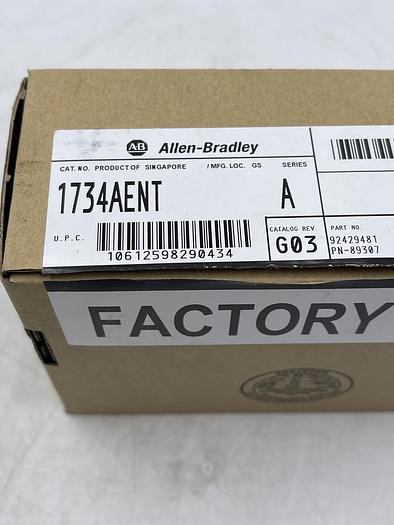 AB Allen-Bradley
CAT. NO. PRODUCT OF SINGAPORE / MFG. LOC. GS SERIES
1734AENT A
U.P.C.
10612598290434
CATALOG REV.
G03
PART NO.
92429481
PN-89307
FACTORY